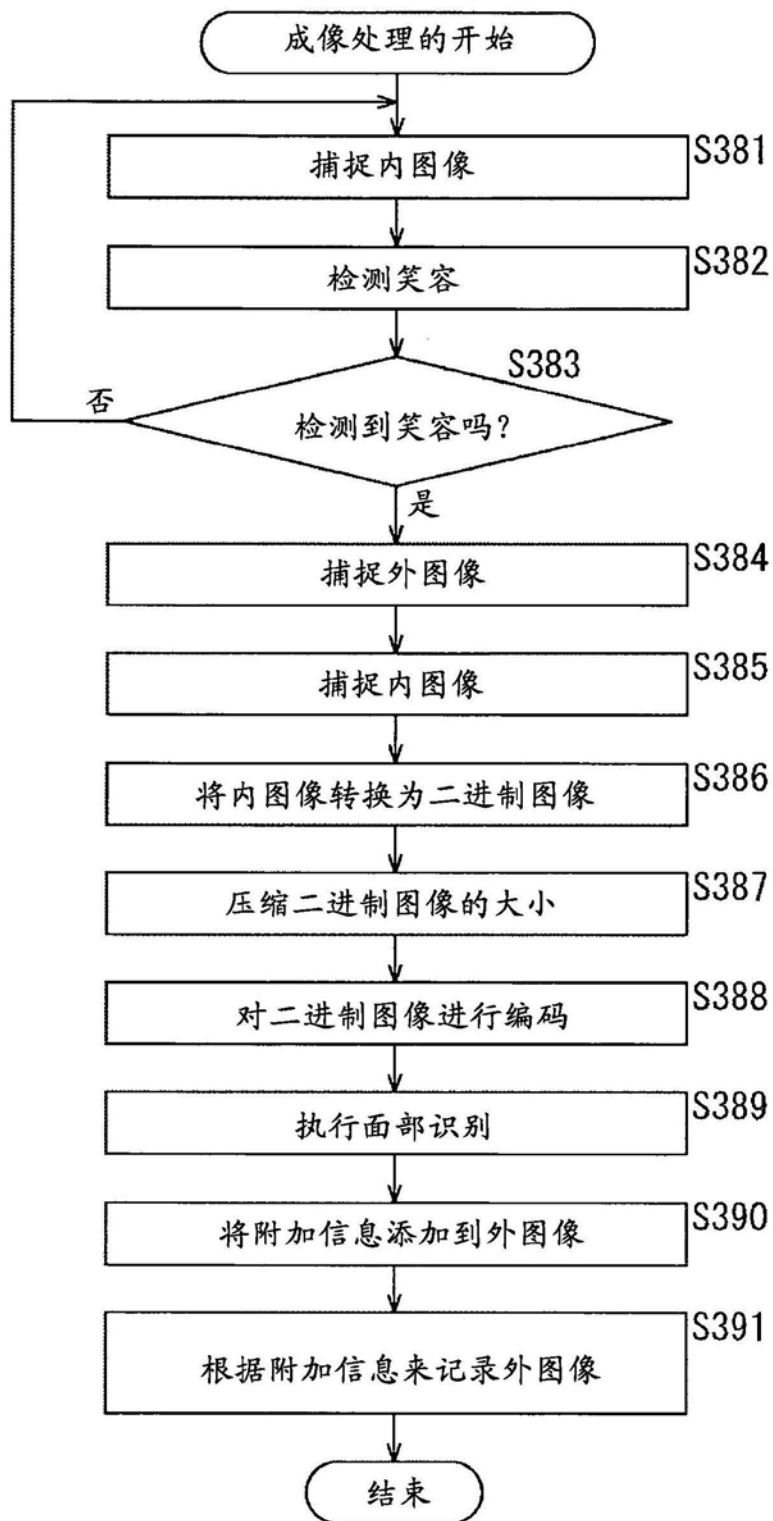 成像处理的开始
S381
捕捉内图像
S382
检测笑容
S383
否
检测到笑容吗?
是
S384
捕捉外图像
S385
捕捉内图像
S386
将内图像转换为二进制图像
S387
压缩二进制图像的大小
S388
对二进制图像进行编码
S389
执行面部识别
S390
将附加信息添加到外图像
S391
根据附加信息来记录外图像
结束